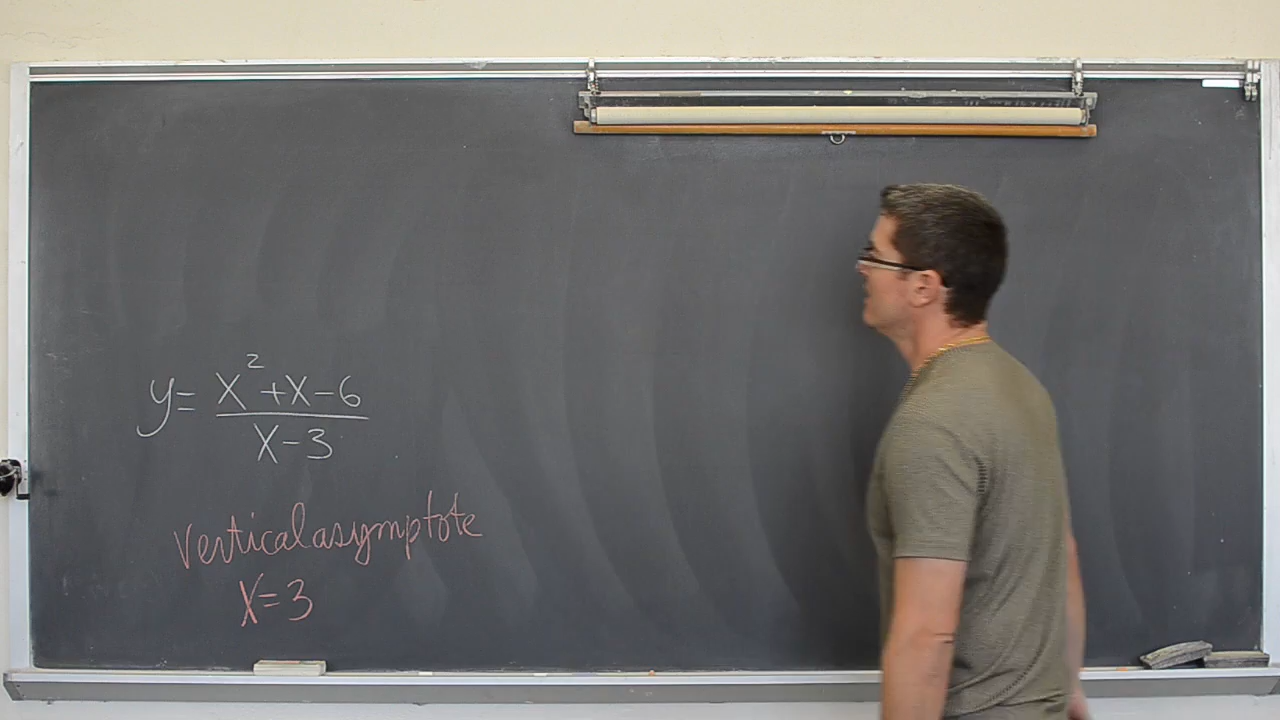 y = x² + x - 6
x - 3
vertical asymptote
x = 3